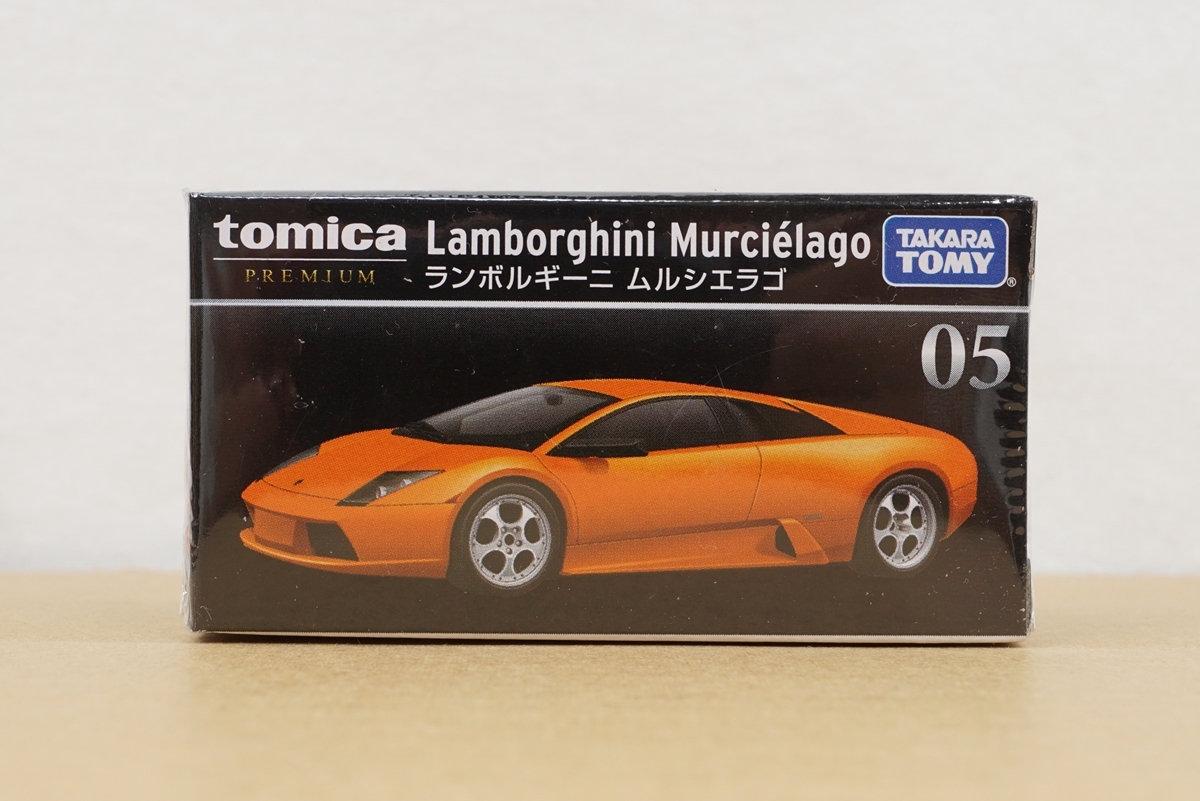 tomica
PREMIUM
Lamborghini Murciélago
ランボルギーニ ムルシエラゴ
TAKARA
TOMY
®
05